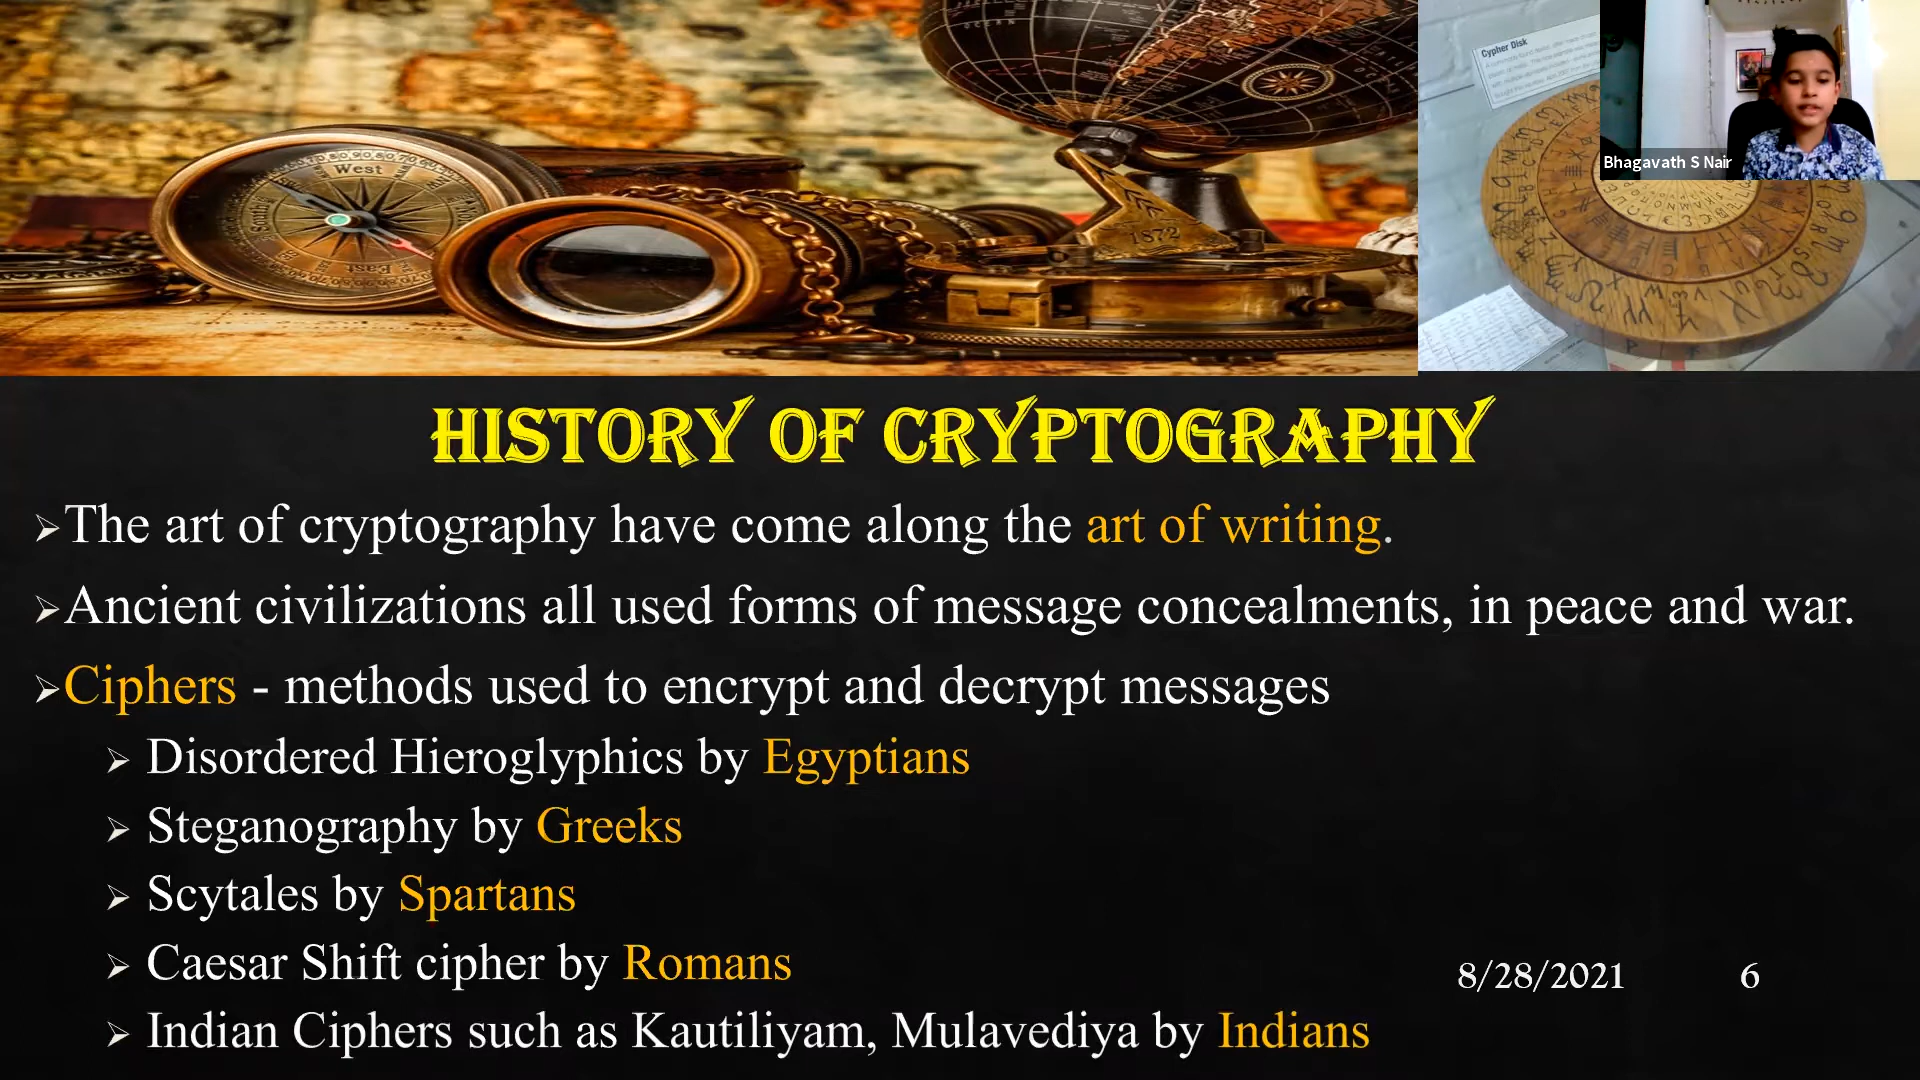 West
East
1872
Cypher Disk
Bhagavath S Nair
HISTORY OF CRYPTOGRAPHY
➢The art of cryptography have come along the art of writing.
➢Ancient civilizations all used forms of message concealments, in peace and war.
➢Ciphers - methods used to encrypt and decrypt messages
➢ Disordered Hieroglyphics by Egyptians
➢ Steganography by Greeks
➢ Scytales by Spartans
➢ Caesar Shift cipher by Romans
➢ Indian Ciphers such as Kautiliyam, Mulavediya by Indians
8/28/2021
6